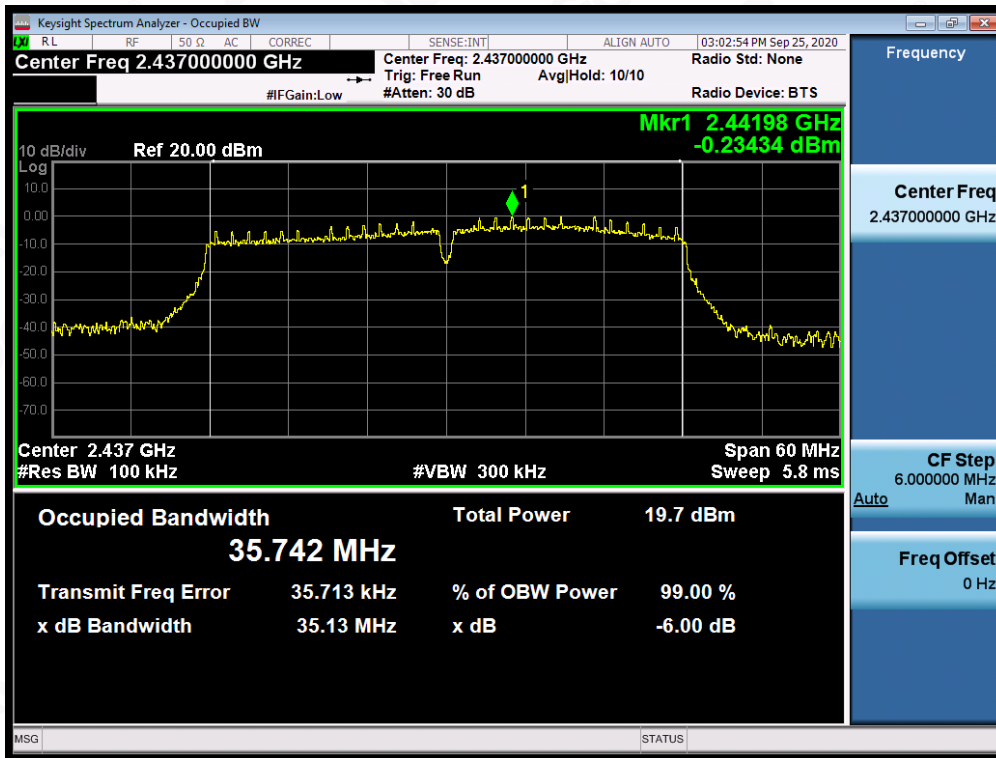 Keysight Spectrum Analyzer - Occupied BW
LXI RL RF 50 Ω AC CORREC SENSE:INT ALIGN AUTO 03:02:54 PM Sep 25, 2020
Center Freq 2.437000000 GHz
Center Freq: 2.437000000 GHz
Radio Std: None
Trig: Free Run Avg|Hold: 10/10
#IFGain:Low #Atten: 30 dB Radio Device: BTS
Mkr1 2.44198 GHz
10 dB/div Ref 20.00 dBm -0.23434 dBm
Log
10.0
1
0.00
-10.0
-20.0
-30.0
-40.0
-50.0
-60.0
-70.0
Center 2.437 GHz Span 60 MHz
#Res BW 100 kHz #VBW 300 kHz Sweep 5.8 ms
Occupied Bandwidth Total Power 19.7 dBm
35.742 MHz
Transmit Freq Error 35.713 kHz % of OBW Power 99.00 %
x dB Bandwidth 35.13 MHz x dB -6.00 dB
MSG STATUS
Frequency
Center Freq
2.437000000 GHz
CF Step
6.000000 MHz
Auto Man
Freq Offset
0 Hz